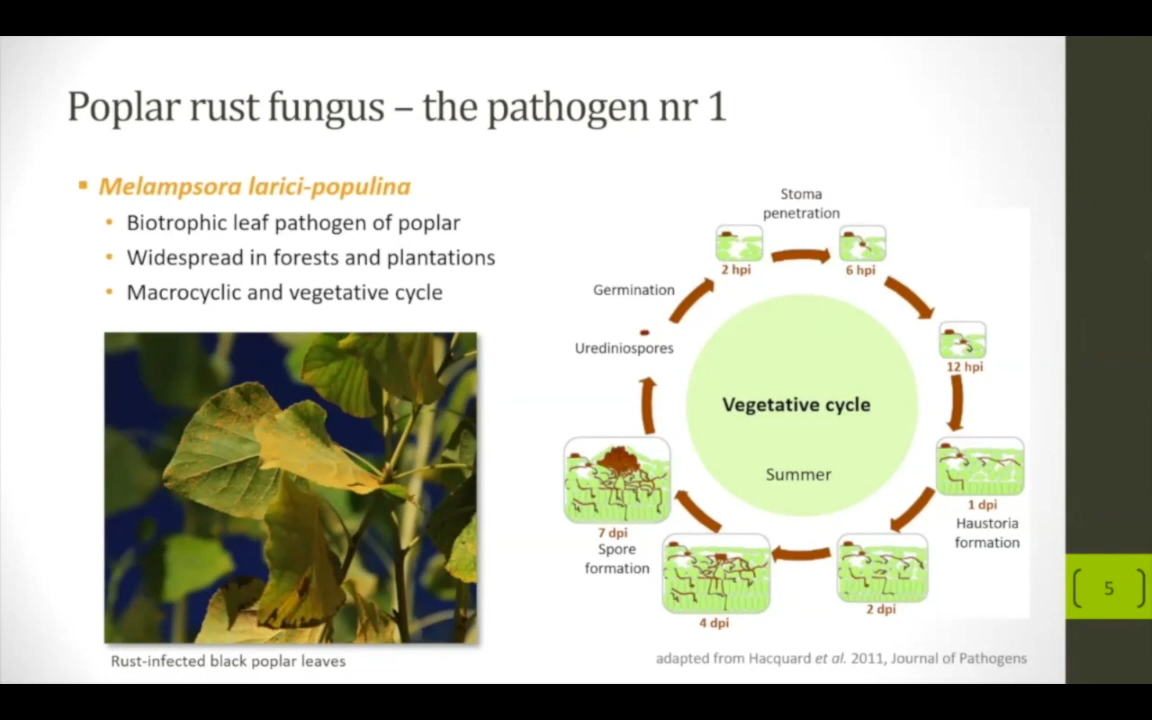 Poplar rust fungus – the pathogen nr 1
Melampsora larici-populina
Biotrophic leaf pathogen of poplar
Widespread in forests and plantations
Macrocyclic and vegetative cycle
Rust-infected black poplar leaves
Stoma
penetration
2 hpi
6 hpi
Germination
Urediniospores
12 hpi
Vegetative cycle
Summer
1 dpi
Haustoria
formation
2 dpi
4 dpi
7 dpi
Spore
formation
adapted from Hacquard et al. 2011, Journal of Pathogens
5